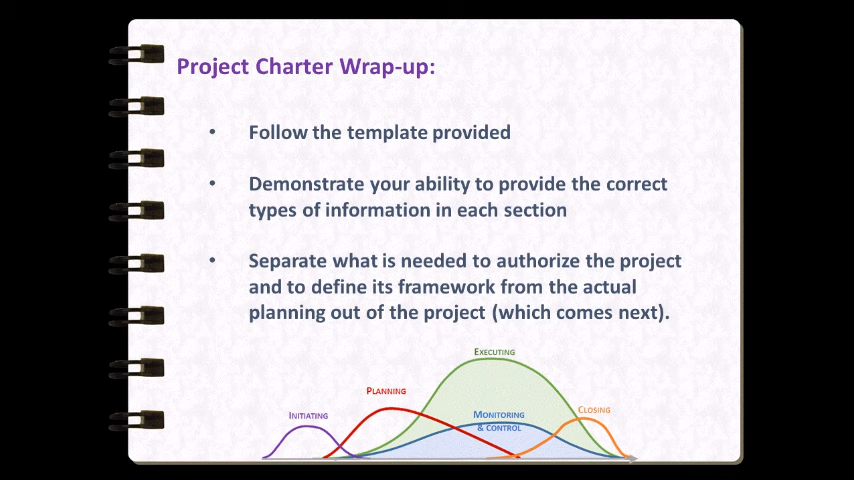 Project Charter Wrap-up:
• Follow the template provided
• Demonstrate your ability to provide the correct
types of information in each section
• Separate what is needed to authorize the project
and to define its framework from the actual
planning out of the project (which comes next).
EXECUTING
PLANNING
INITIATING
MONITORING
& CONTROL
CLOSING